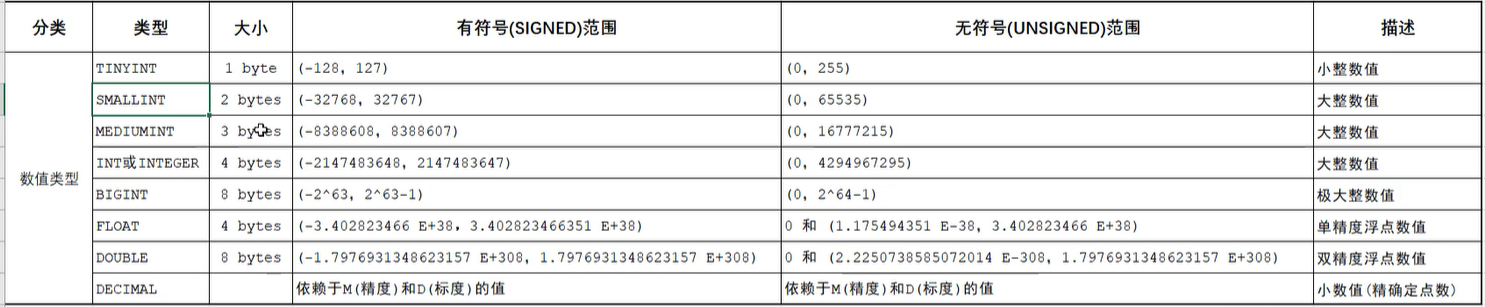 分类 类型 大小 有符号(SIGNED)范围 无符号(UNSIGNED)范围 描述
数值类型
TINYINT 1 byte (-128, 127) (0, 255) 小整数值
SMALLINT 2 bytes (-32768, 32767) (0, 65535) 大整数值
MEDIUMINT 3 bytes (-8388608, 8388607) (0, 16777215) 大整数值
INT或INTEGER 4 bytes (-2147483648, 2147483647) (0, 4294967295) 大整数值
BIGINT 8 bytes (-2^63, 2^63-1) (0, 2^64-1) 极大整数值
FLOAT 4 bytes (-3.402823466 E+38, 3.402823466351 E+38) 0 和 (1.175494351 E-38, 3.402823466 E+38) 单精度浮点数值
DOUBLE 8 bytes (-1.7976931348623157 E+308, 1.7976931348623157 E+308) 0 和 (2.2250738585072014 E-308, 1.7976931348623157 E+308) 双精度浮点数值
DECIMAL 依赖于M(精度)和D(标度)的值 依赖于M(精度)和D(标度)的值 小数值(精确定点数)